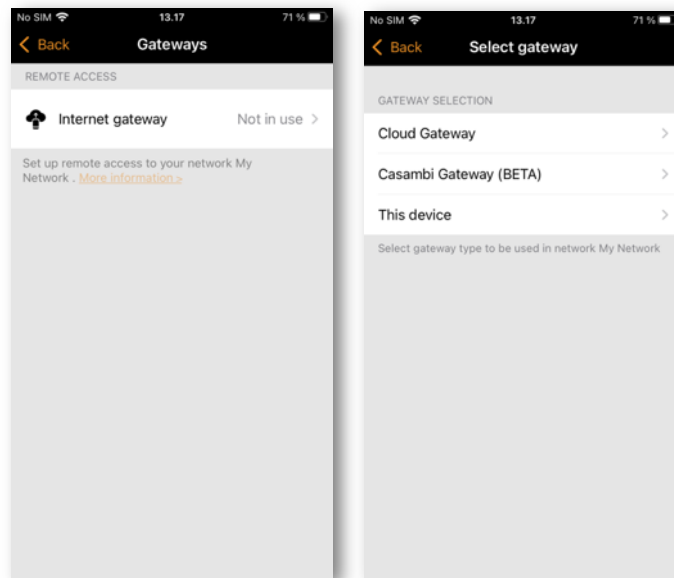 No SIM 13.17 71 %
Back Gateways
REMOTE ACCESS
Internet gateway Not in use
Set up remote access to your network My
Network . More information »
No SIM 13.17 71 %
Back Select gateway
GATEWAY SELECTION
Cloud Gateway
Casambi Gateway (BETA)
This device
Select gateway type to be used in network My Network